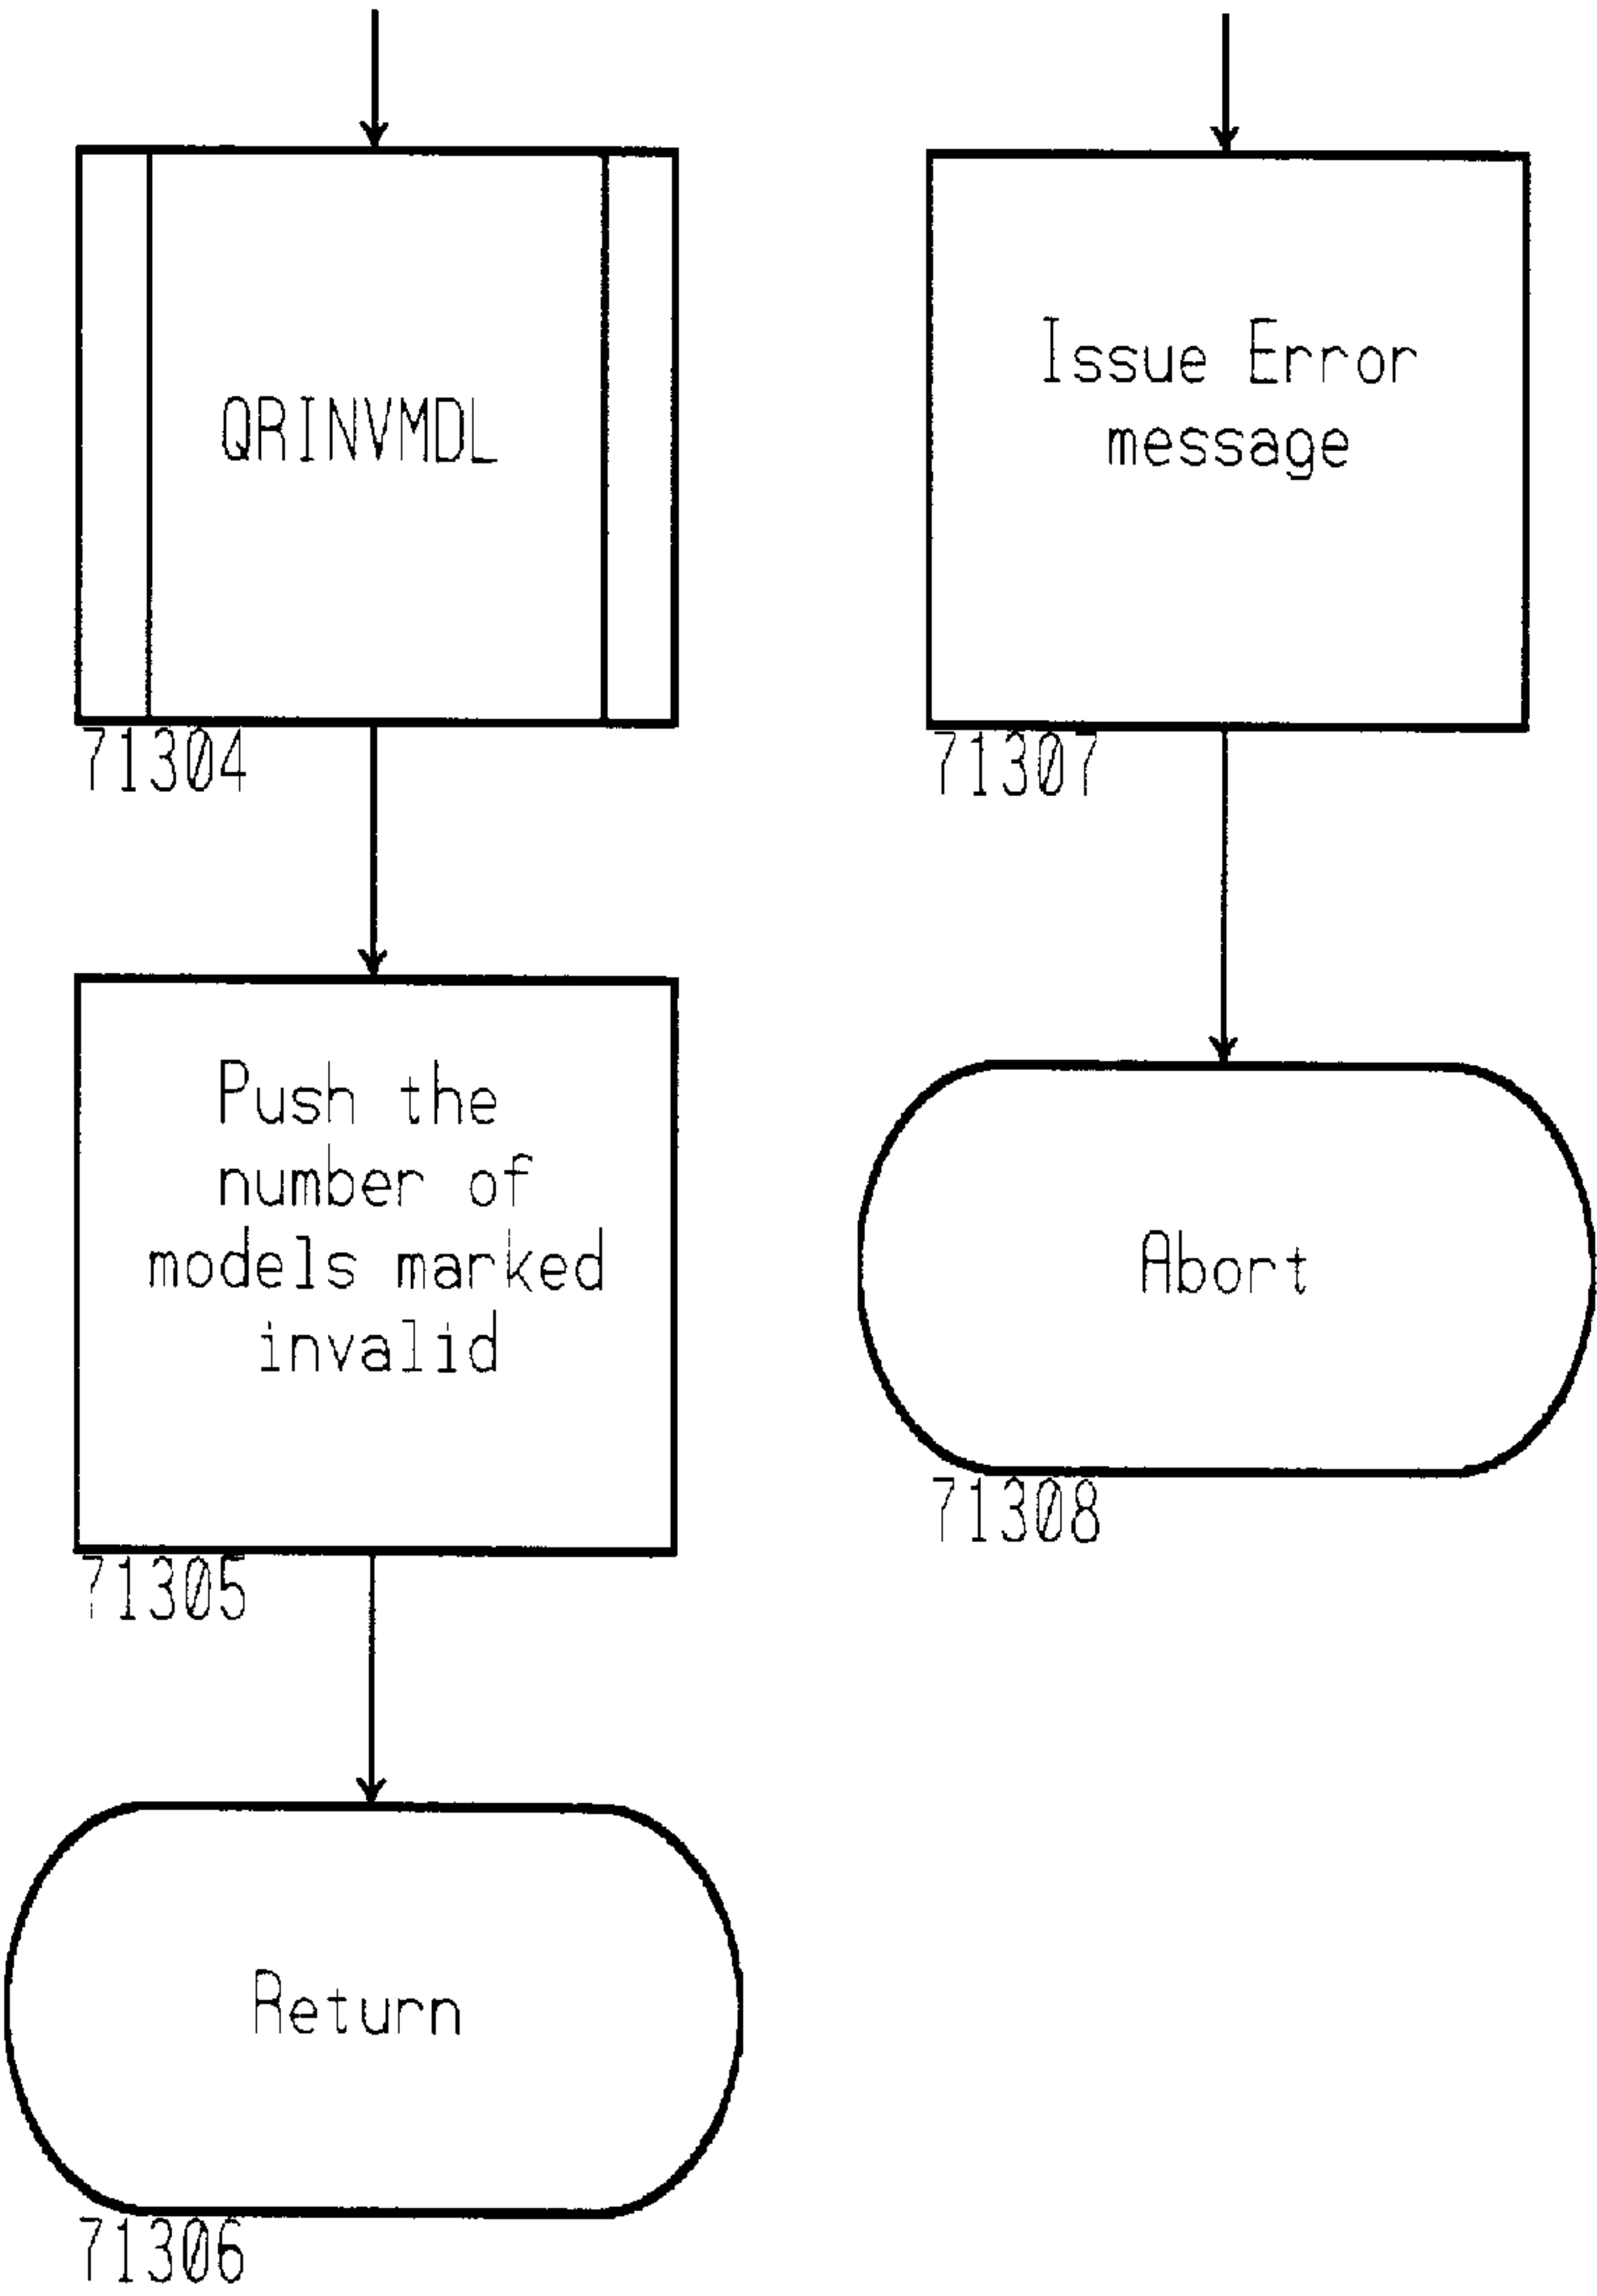 QRINVMDL
71304
Push the
number of
models marked
invalid
71305
Return
71306
Issue Error
message
71307
Abort
71308